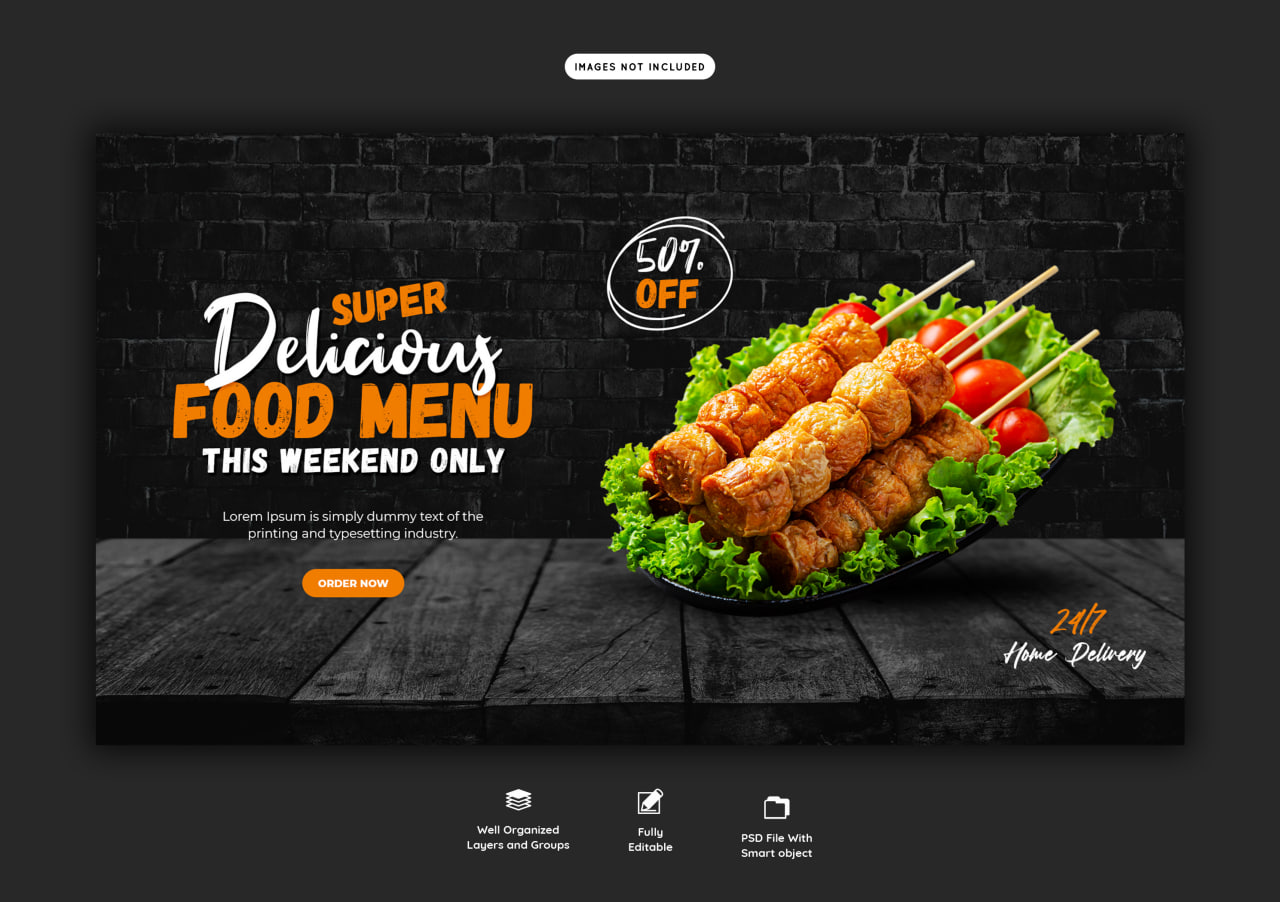 IMAGES NOT INCLUDED
50%
OFF
SUPER
Delicious
FOOD MENU
THIS WEEKEND ONLY
Lorem Ipsum is simply dummy text of the
printing and typesetting industry.
ORDER NOW
24/7
Home Delivery
Well Organized
Layers and Groups
Fully
Editable
PSD File With
Smart object